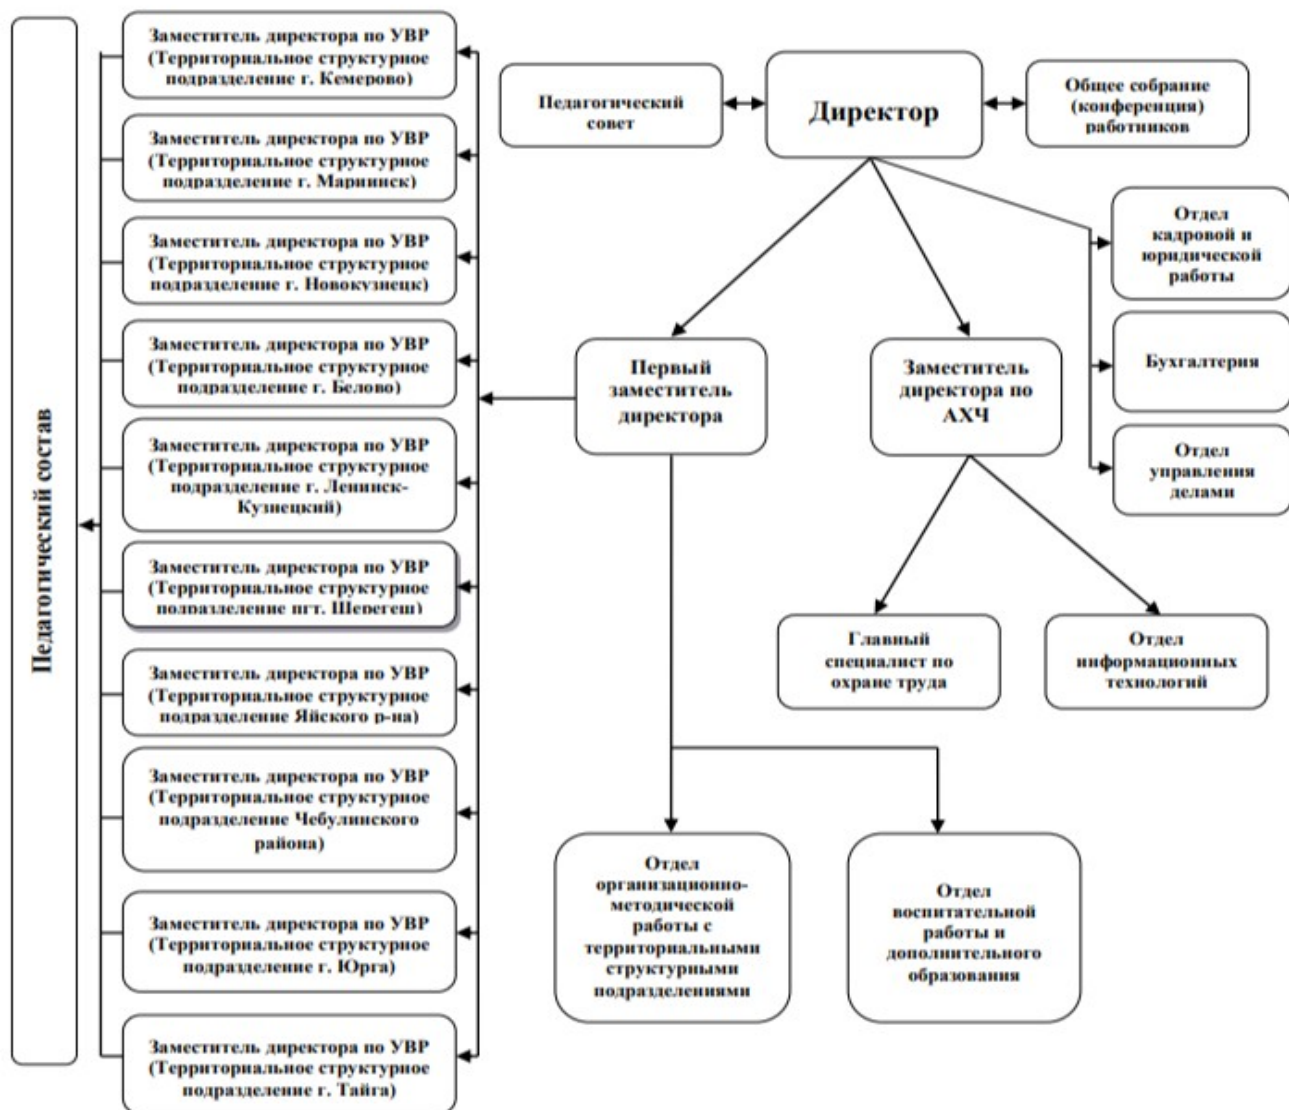 Педагогический состав
Заместитель директора по УВР
(Территориальное структурное
подразделение г. Кемерово)
Заместитель директора по УВР
(Территориальное структурное
подразделение г. Мариинск)
Заместитель директора по УВР
(Территориальное структурное
подразделение г. Новокузнецк)
Заместитель директора по УВР
(Территориальное структурное
подразделение г. Белово)
Заместитель директора по УВР
(Территориальное структурное
подразделение г. Ленинск-
Кузнецкий)
Заместитель директора по УВР
(Территориальное структурное
подразделение пгт. Шерегеш)
Заместитель директора по УВР
(Территориальное структурное
подразделение Яйского р-на)
Заместитель директора по УВР
(Территориальное структурное
подразделение Чебулинского
района)
Заместитель директора по УВР
(Территориальное структурное
подразделение г. Юрга)
Заместитель директора по УВР
(Территориальное структурное
подразделение г. Тайга)
Педагогический
совет
Директор
Общее собрание
(конференция)
работников
Отдел
кадровой и
юридической
работы
Бухгалтерия
Отдел
управления
делами
Первый
заместитель
директора
Заместитель
директора по
АХЧ
Главный
специалист по
охране труда
Отдел
информационных
технологий
Отдел
организационно-
методической
работы с
территориальными
структурными
подразделениями
Отдел
воспитательной
работы и
дополнительного
образования